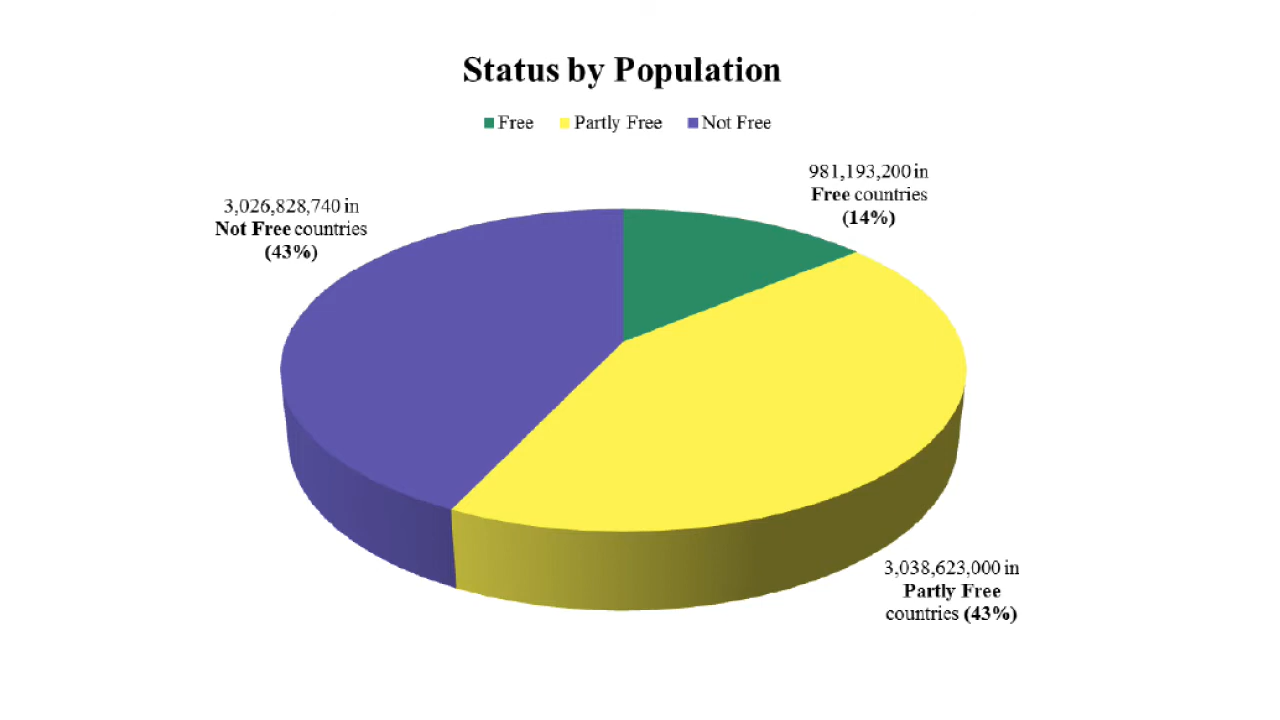 Status by Population
Free Partly Free Not Free
981,193,200 in
Free countries
(14%)
3,026,828,740 in
Not Free countries
(43%)
3,038,623,000 in
Partly Free
countries (43%)